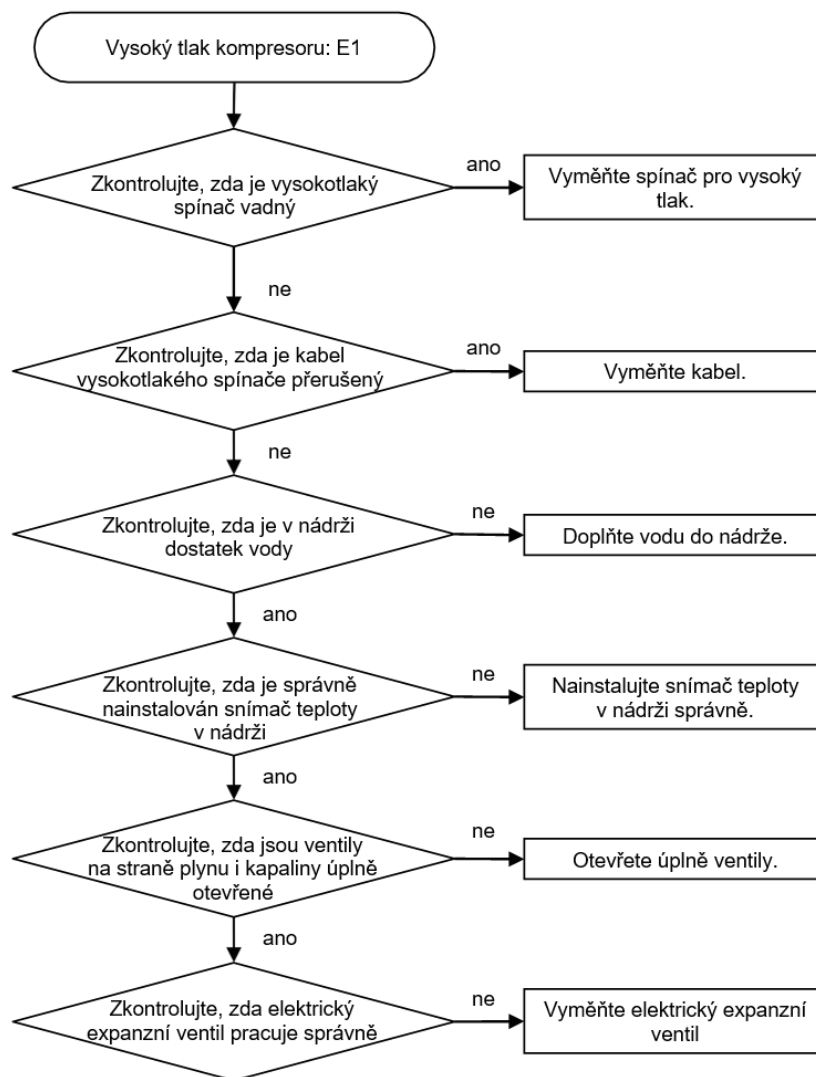 Vysoký tlak kompresoru: E1
Zkontrolujte, zda je vysokotlaký
spínač vadný
ano
Vyměňte spínač pro vysoký
tlak.
ne
Zkontrolujte, zda je kabel
vysokotlakého spínače přerušený
ano
Vyměňte kabel.
ne
Zkontrolujte, zda je v nádrži
dostatek vody
ne
Doplňte vodu do nádrže.
ano
Zkontrolujte, zda je správně
nainstalován snímač teploty
v nádrži
ne
Nainstalujte snímač teploty
v nádrži správně.
ano
Zkontrolujte, zda jsou ventily
na straně plynu i kapaliny úplně
otevřené
ne
Otevřete úplně ventily.
ano
Zkontrolujte, zda elektrický
expanzní ventil pracuje správně
ne
Vyměňte elektrický expanzní
ventil